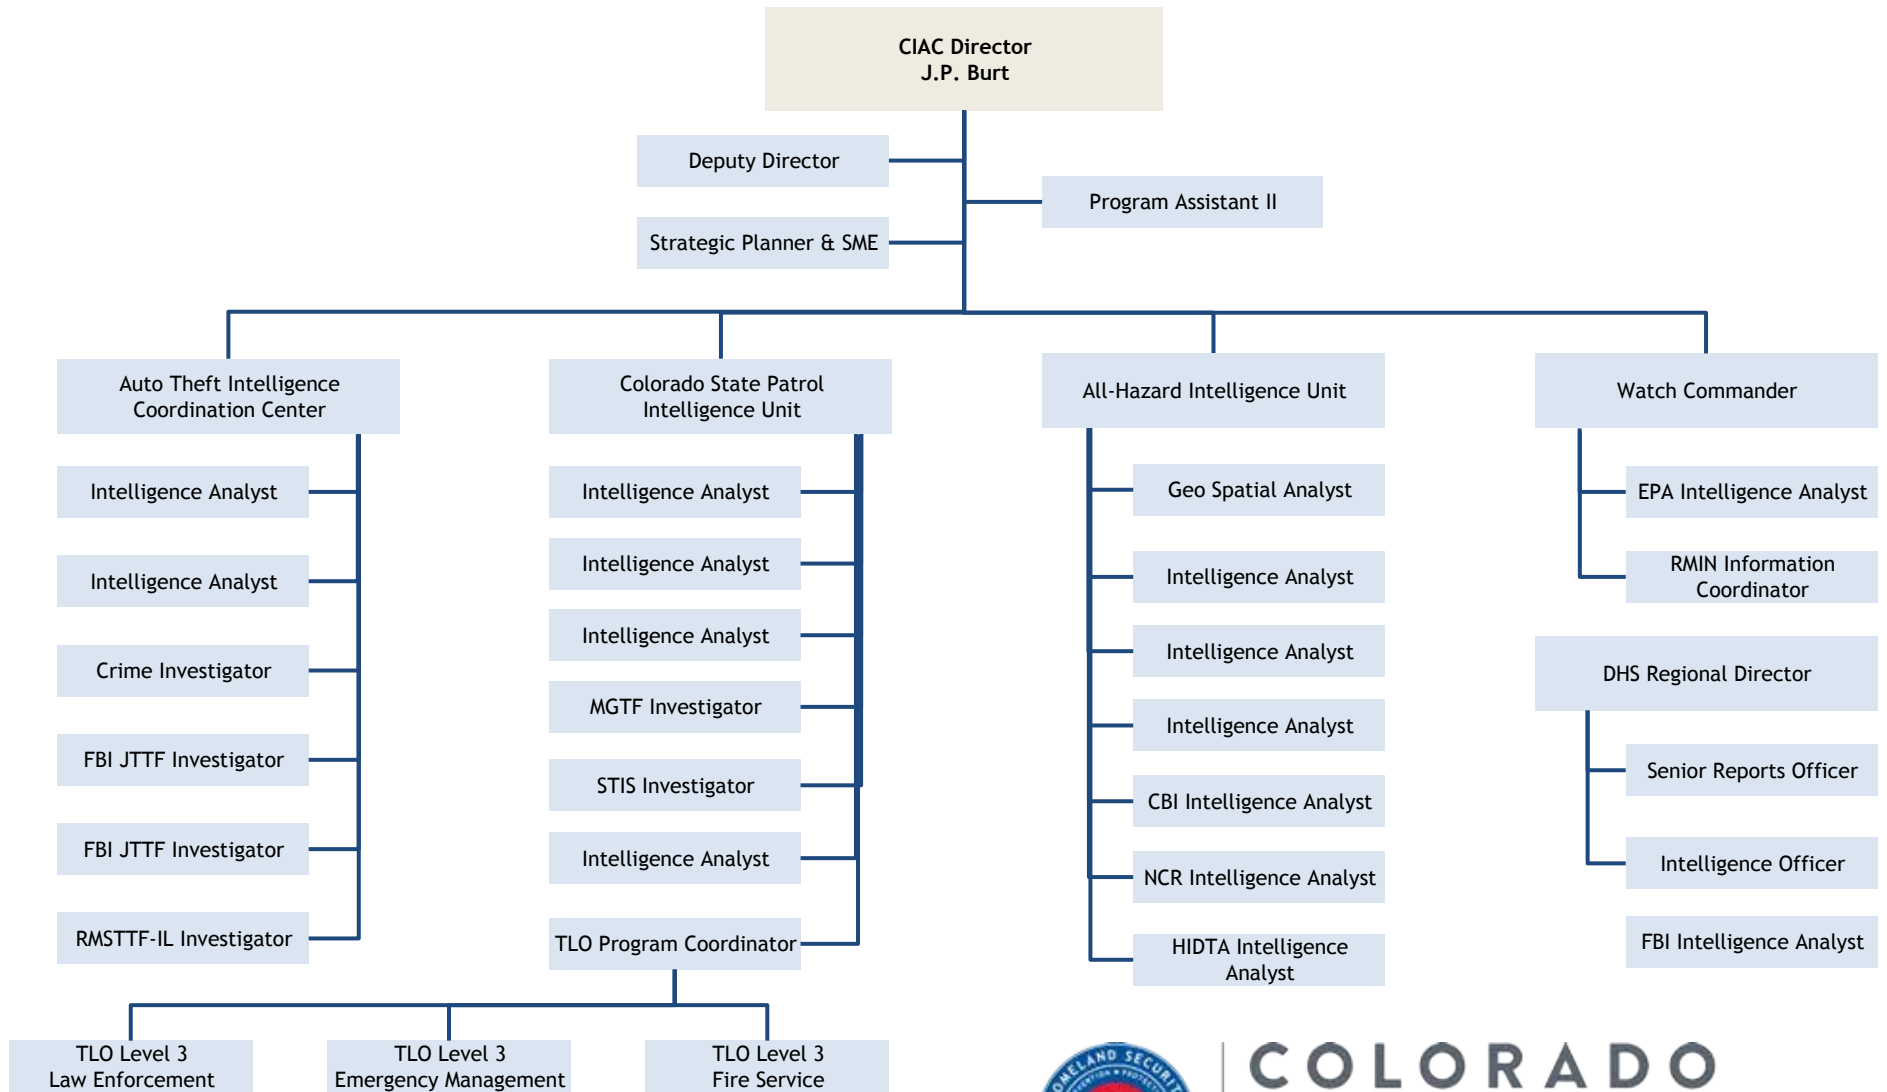 CIAC Director
J.P. Burt
Deputy Director
Program Assistant II
Strategic Planner & SME
Auto Theft Intelligence
Coordination Center
Intelligence Analyst
Intelligence Analyst
Crime Investigator
FBI JTTF Investigator
FBI JTTF Investigator
RMSTTF-IL Investigator
Colorado State Patrol
Intelligence Unit
Intelligence Analyst
Intelligence Analyst
Intelligence Analyst
MGTF Investigator
STIS Investigator
Intelligence Analyst
TLO Program Coordinator
TLO Level 3
Law Enforcement
TLO Level 3
Emergency Management
TLO Level 3
Fire Service
All-Hazard Intelligence Unit
Geo Spatial Analyst
Intelligence Analyst
Intelligence Analyst
Intelligence Analyst
CBI Intelligence Analyst
NCR Intelligence Analyst
HIDTA Intelligence
Analyst
Watch Commander
EPA Intelligence Analyst
RMIN Information
Coordinator
DHS Regional Director
Senior Reports Officer
Intelligence Officer
FBI Intelligence Analyst
HOMELAND SECURITY
COLORADO